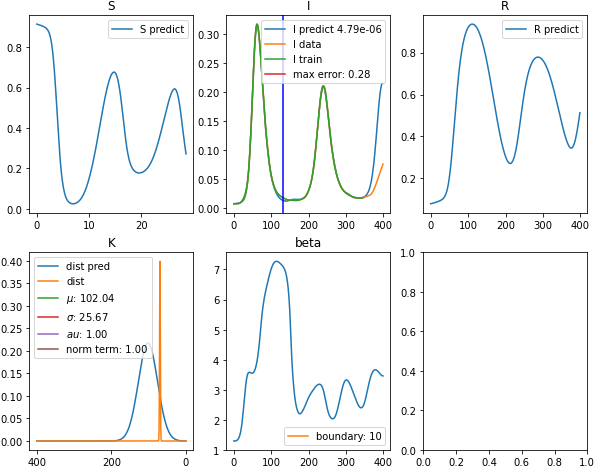 S
S predict
0.8
0.6
0.4
0.2
0.0
0 10 20
I
I predict 4.79e-06
I data
I train
max error: 0.28
0.30
0.25
0.20
0.15
0.10
0.05
0.00
0 100 200 300 400
R
R predict
0.8
0.6
0.4
0.2
0 200 400
K
dist pred
dist
μ: 102.04
σ: 25.67
au: 1.00
norm term: 1.00
0.40
0.35
0.30
0.25
0.20
0.15
0.10
0.05
0.00
400 200 0
beta
7
6
5
4
3
2
1
boundary: 10
0 100 200 300 400
1.0
0.8
0.6
0.4
0.2
0.0
0.0 0.2 0.4 0.6 0.8 1.0